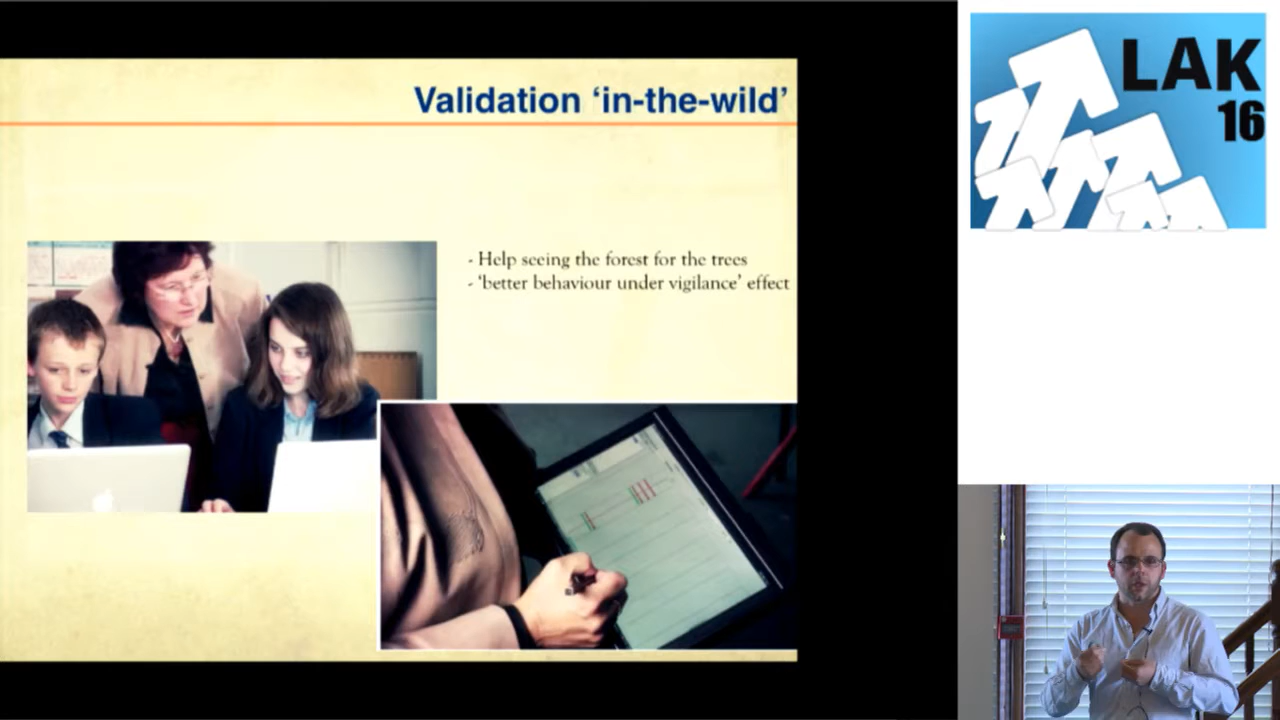 Validation ‘in-the-wild’
- Help seeing the forest for the trees
- ‘better behaviour under vigilance’ effect
LAK
16